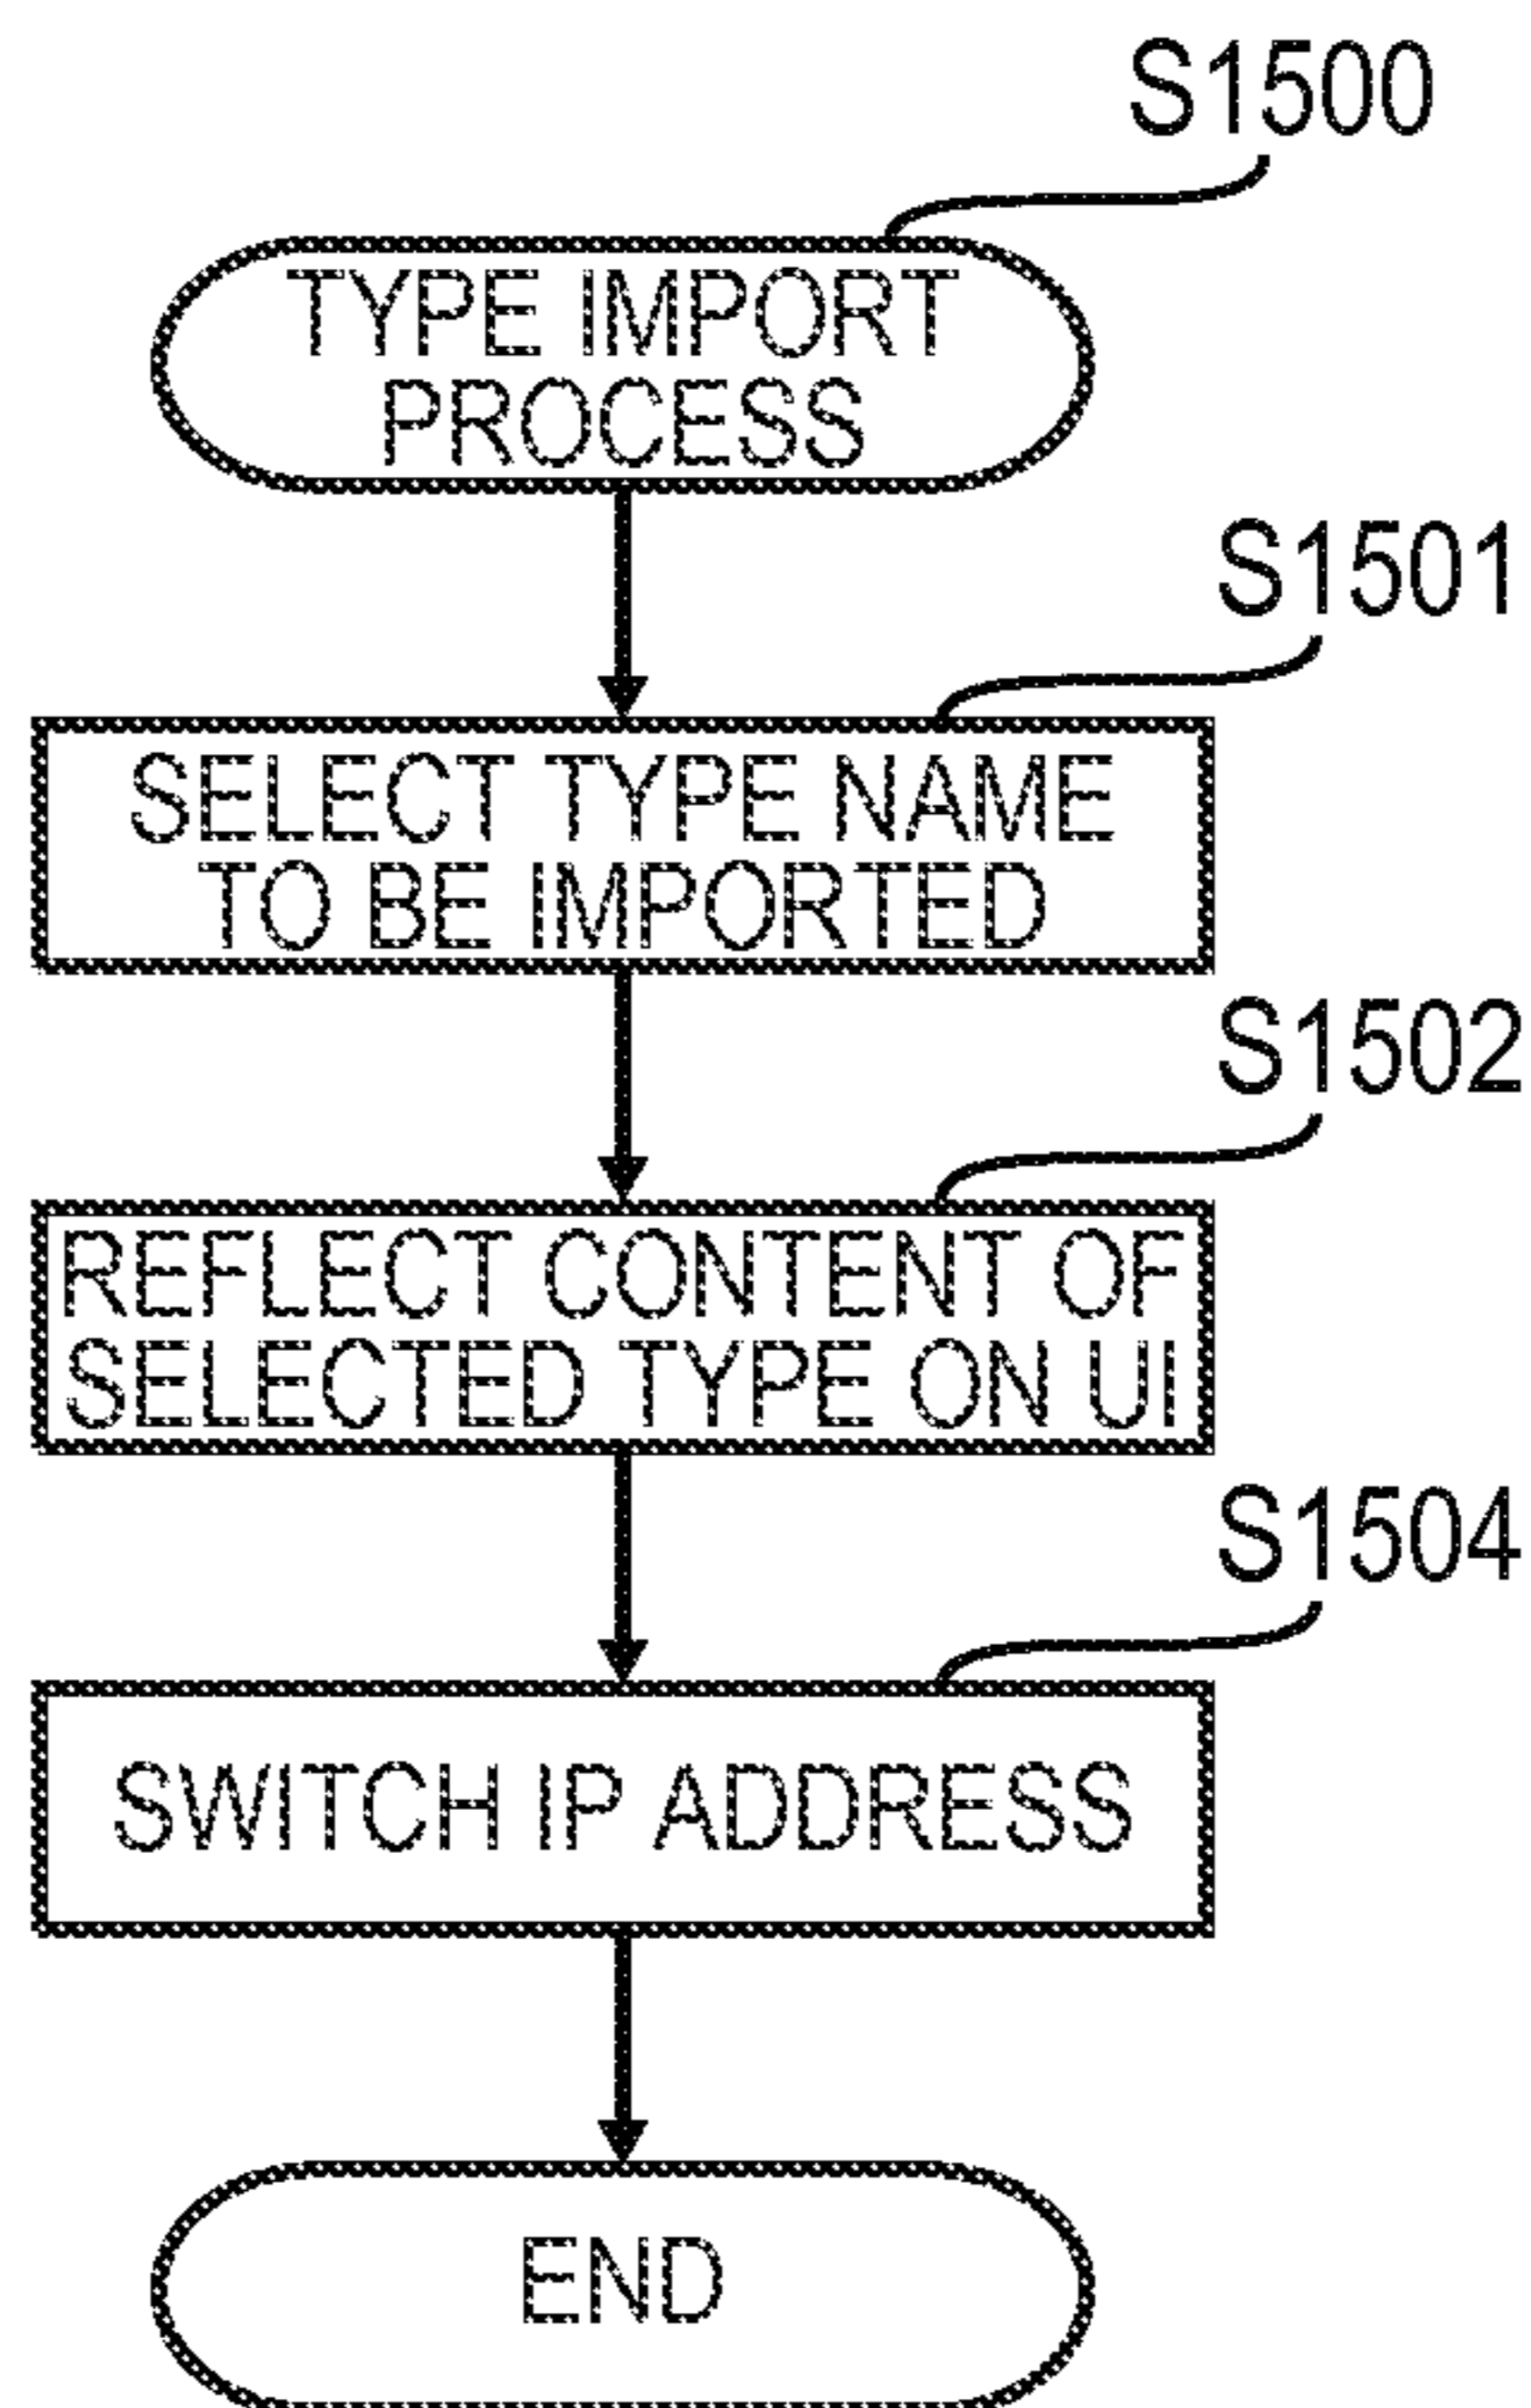 S1500
TYPE IMPORT
PROCESS
S1501
SELECT TYPE NAME
TO BE IMPORTED
S1502
REFLECT CONTENT OF
SELECTED TYPE ON UI
S1504
SWITCH IP ADDRESS
END